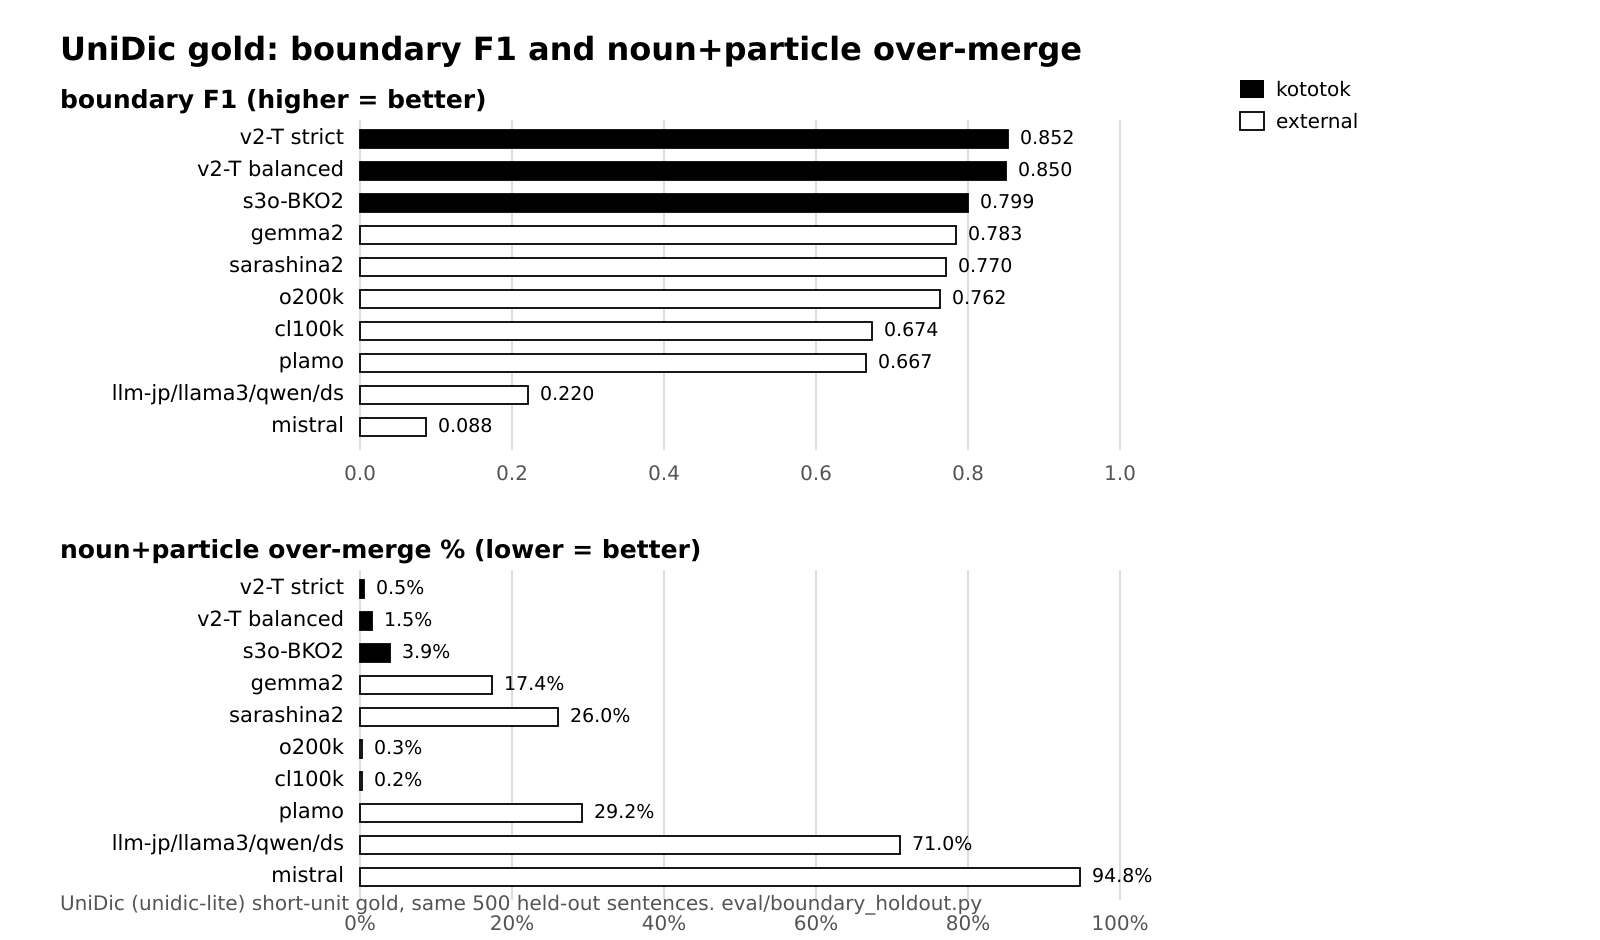 UniDic gold: boundary F1 and noun+particle over-merge
kototok
external
boundary F1 (higher = better)
v2-T strict 0.852
v2-T balanced 0.850
s3o-BKO2 0.799
gemma2 0.783
sarashina2 0.770
o200k 0.762
cl100k 0.674
plamo 0.667
llm-jp/llama3/qwen/ds 0.220
mistral 0.088
0.0 0.2 0.4 0.6 0.8 1.0
noun+particle over-merge % (lower = better)
v2-T strict 0.5%
v2-T balanced 1.5%
s3o-BKO2 3.9%
gemma2 17.4%
sarashina2 26.0%
o200k 0.3%
cl100k 0.2%
plamo 29.2%
llm-jp/llama3/qwen/ds 71.0%
mistral 94.8%
UniDic (unidic-lite) short-unit gold, same 500 held-out sentences. eval/boundary_holdout.py
0% 20% 40% 60% 80% 100%